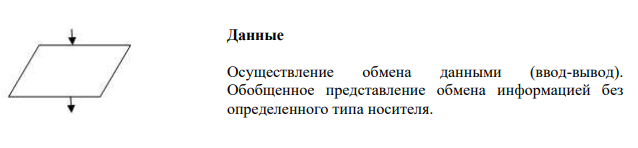 Данные
Осуществление обмена данными (ввод-вывод).
Обобщенное представление обмена информацией без
определенного типа носителя.